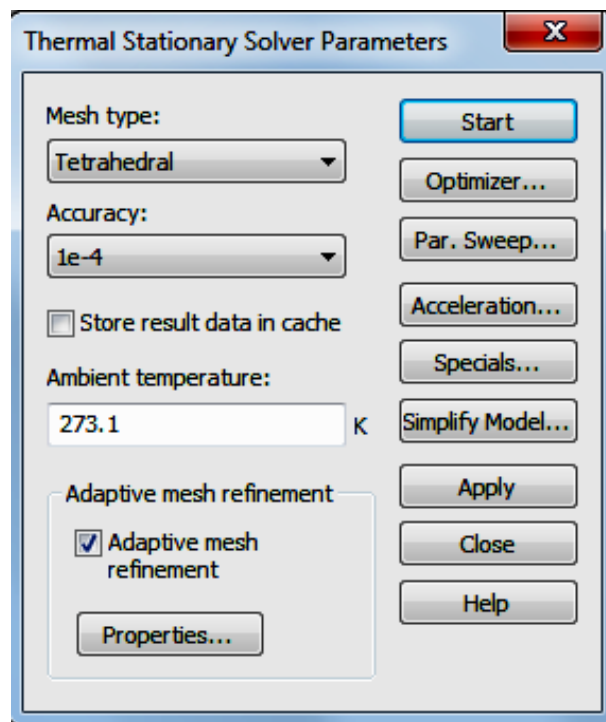 Thermal Stationary Solver Parameters
Mesh type:
Tetrahedral
Accuracy:
1e-4
Store result data in cache
Ambient temperature:
273.1 K
Adaptive mesh refinement
Adaptive mesh
refinement
Properties...
Start
Optimizer...
Par. Sweep...
Acceleration...
Specials...
Simplify Model...
Apply
Close
Help